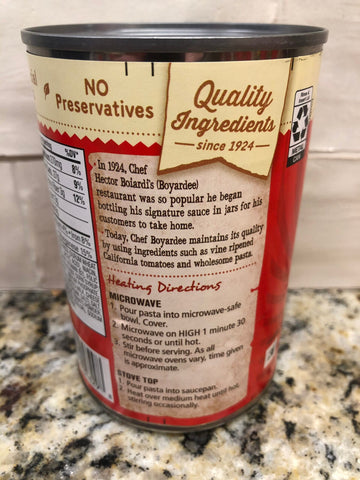 NO
Preservatives
Quality
Ingredients
since 1924
%DV*
8%
9%
12%
• In 1924, Chef
Hector Boiardi's (Boyardee)
restaurant was so popular he began
bottling his signature sauce in jars for his
customers to take home.
• Today, Chef Boyardee maintains its quality
by using ingredients such as vine ripened
California tomatoes and wholesome pasta.
Heating Directions
MICROWAVE
1. Pour pasta into microwave-safe
bowl. Cover.
2. Microwave on HIGH 1 minute 30
seconds or until hot.
3. Stir before serving. As all
microwave ovens vary, time given
is approximate.
STOVE TOP
1. Pour pasta into saucepan.
2. Heat over medium heat until hot,
stirring occasionally.